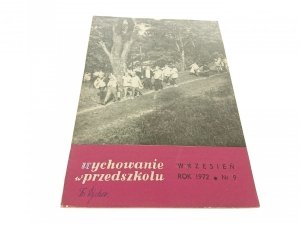 wychowanie
w przedszkolu
WRZESIEŃ
ROK 1972 • Nr 9